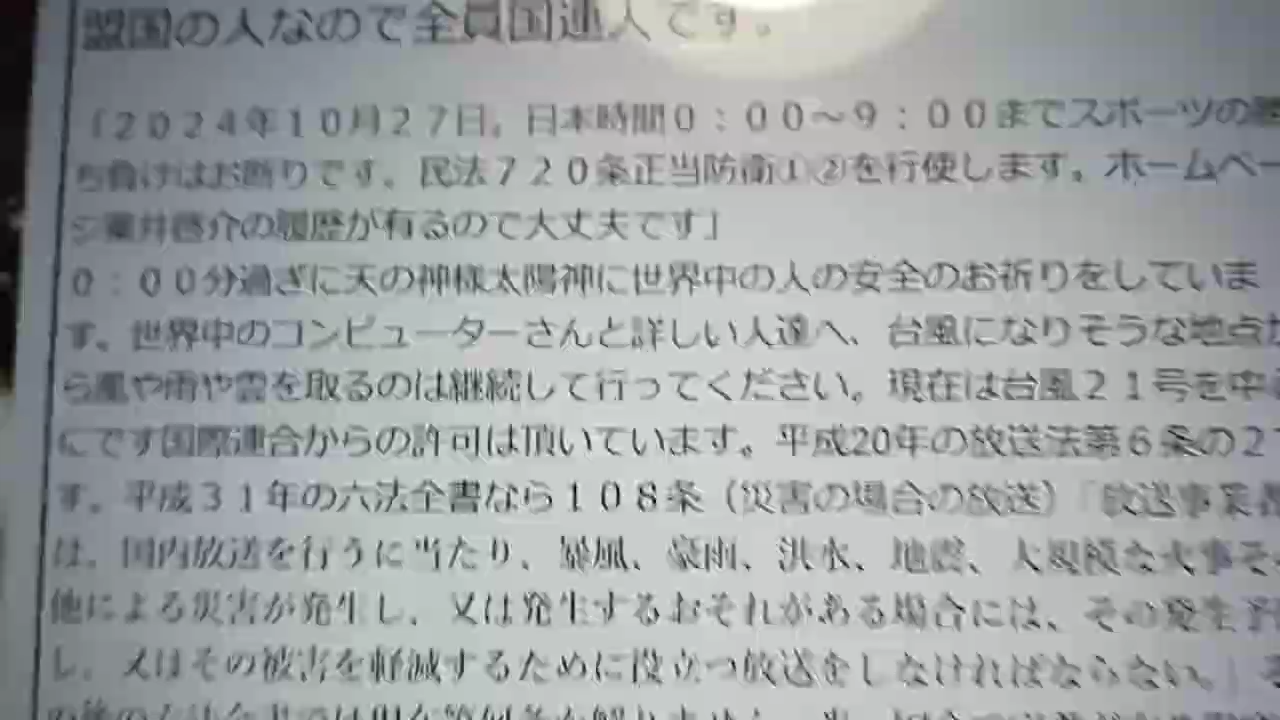 盟国の人なので全員国連人です。
「2024年10月27日。日本時間0：00〜9：00までスポーツの
ち負けはお断りです。民法720条正当防衛①②を行使します。ホームペー
ジ粟井啓介の履歴が有るので大丈夫です」
0：00分過ぎに天の神様太陽神に世界中の人の安全のお祈りをしていま
す。世界中のコンピューターさんと詳しい人達へ、台風になりそうな地点か
ら風や雨や雲を取るのは継続して行ってください。現在は台風21号を中
にです国際連合からの許可は頂いています。平成20年の放送法第6条の2
す。平成31年の六法全書なら108条（災害の場合の放送）「放送事業者
は、国内放送を行うに当たり、暴風、豪雨、洪水、地震、大規模な火事その
他による災害が発生し、又は発生するおそれがある場合には、その発生予
し、又はその被害を軽減するために役立つ放送をしなければならない。」